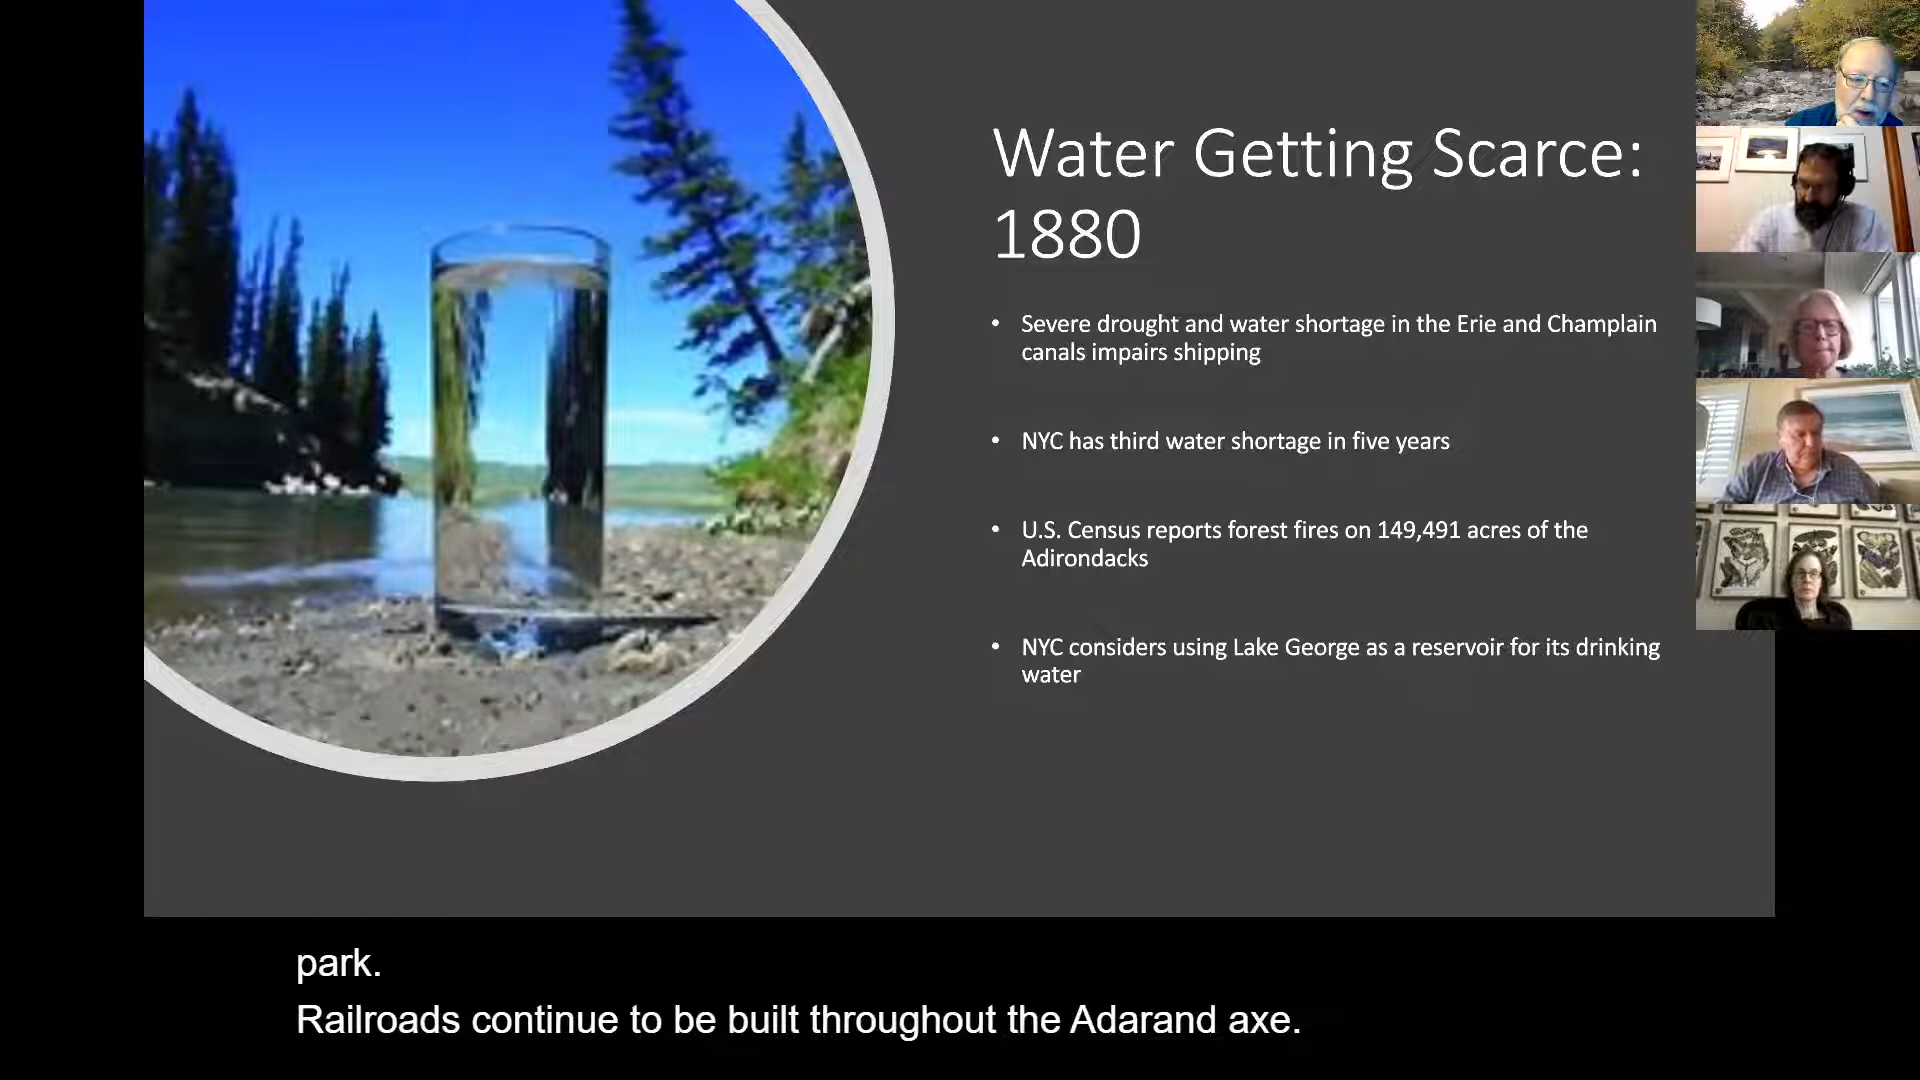 Water Getting Scarce:
1880
• Severe drought and water shortage in the Erie and Champlain
canals impairs shipping
• NYC has third water shortage in five years
• U.S. Census reports forest fires on 149,491 acres of the
Adirondacks
• NYC considers using Lake George as a reservoir for its drinking
water
park.
Railroads continue to be built throughout the Adarand axe.